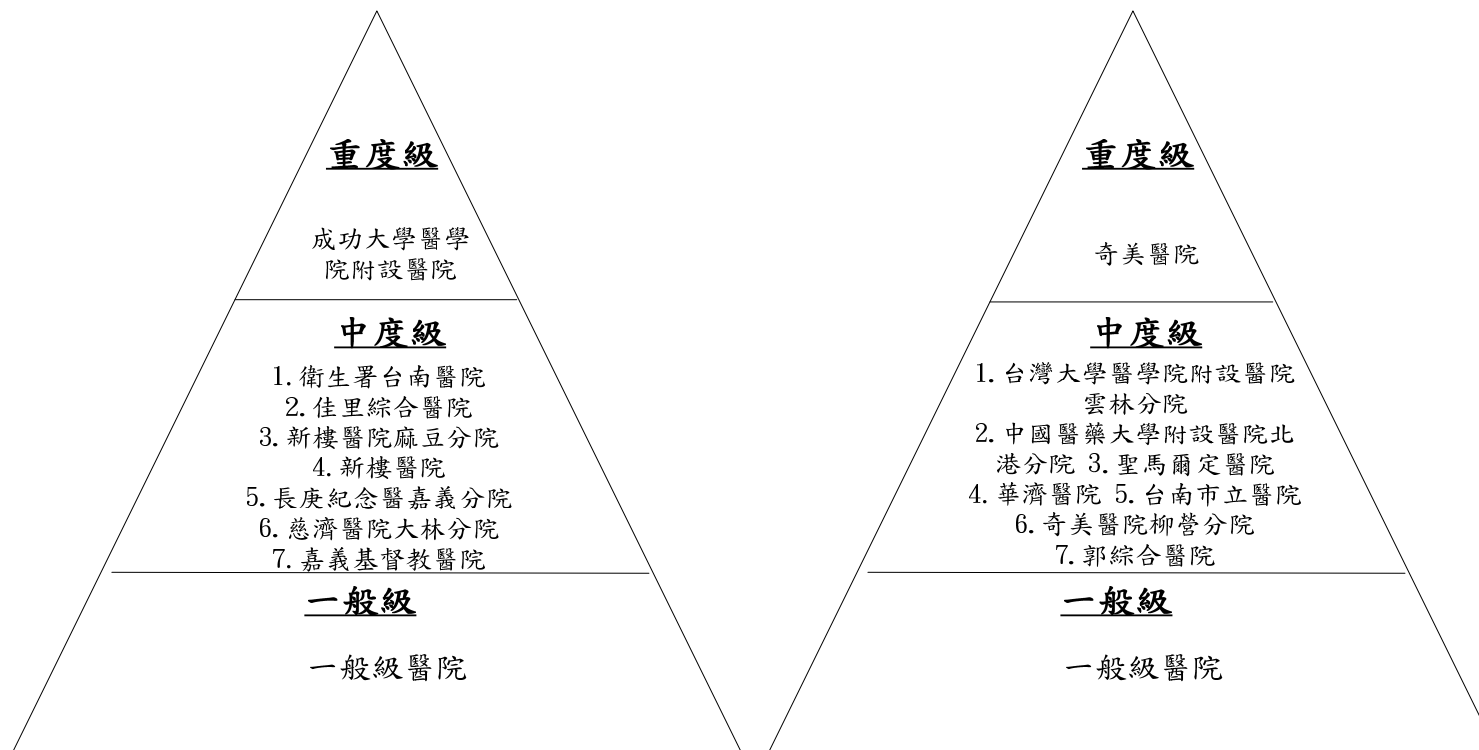 重度級
成功大學醫學
院附設醫院
中度級
1.衛生署台南醫院
2.佳里綜合醫院
3.新樓醫院麻豆分院
4.新樓醫院
5.長庚紀念醫嘉義分院
6.慈濟醫院大林分院
7.嘉義基督教醫院
一般級
一般級醫院
重度級
奇美醫院
中度級
1.台灣大學醫學院附設醫院
雲林分院
2.中國醫藥大學附設醫院北
港分院 3.聖馬爾定醫院
4.華濟醫院 5.台南市立醫院
6.奇美醫院柳營分院
7.郭綜合醫院
一般級
一般級醫院